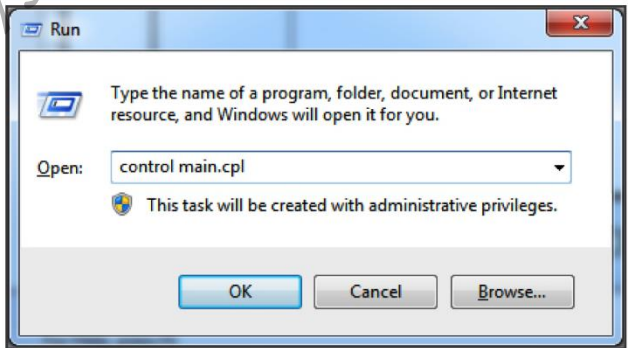 Run
Type the name of a program, folder, document, or Internet
resource, and Windows will open it for you.
Open: control main.cpl
This task will be created with administrative privileges.
OK Cancel Browse...